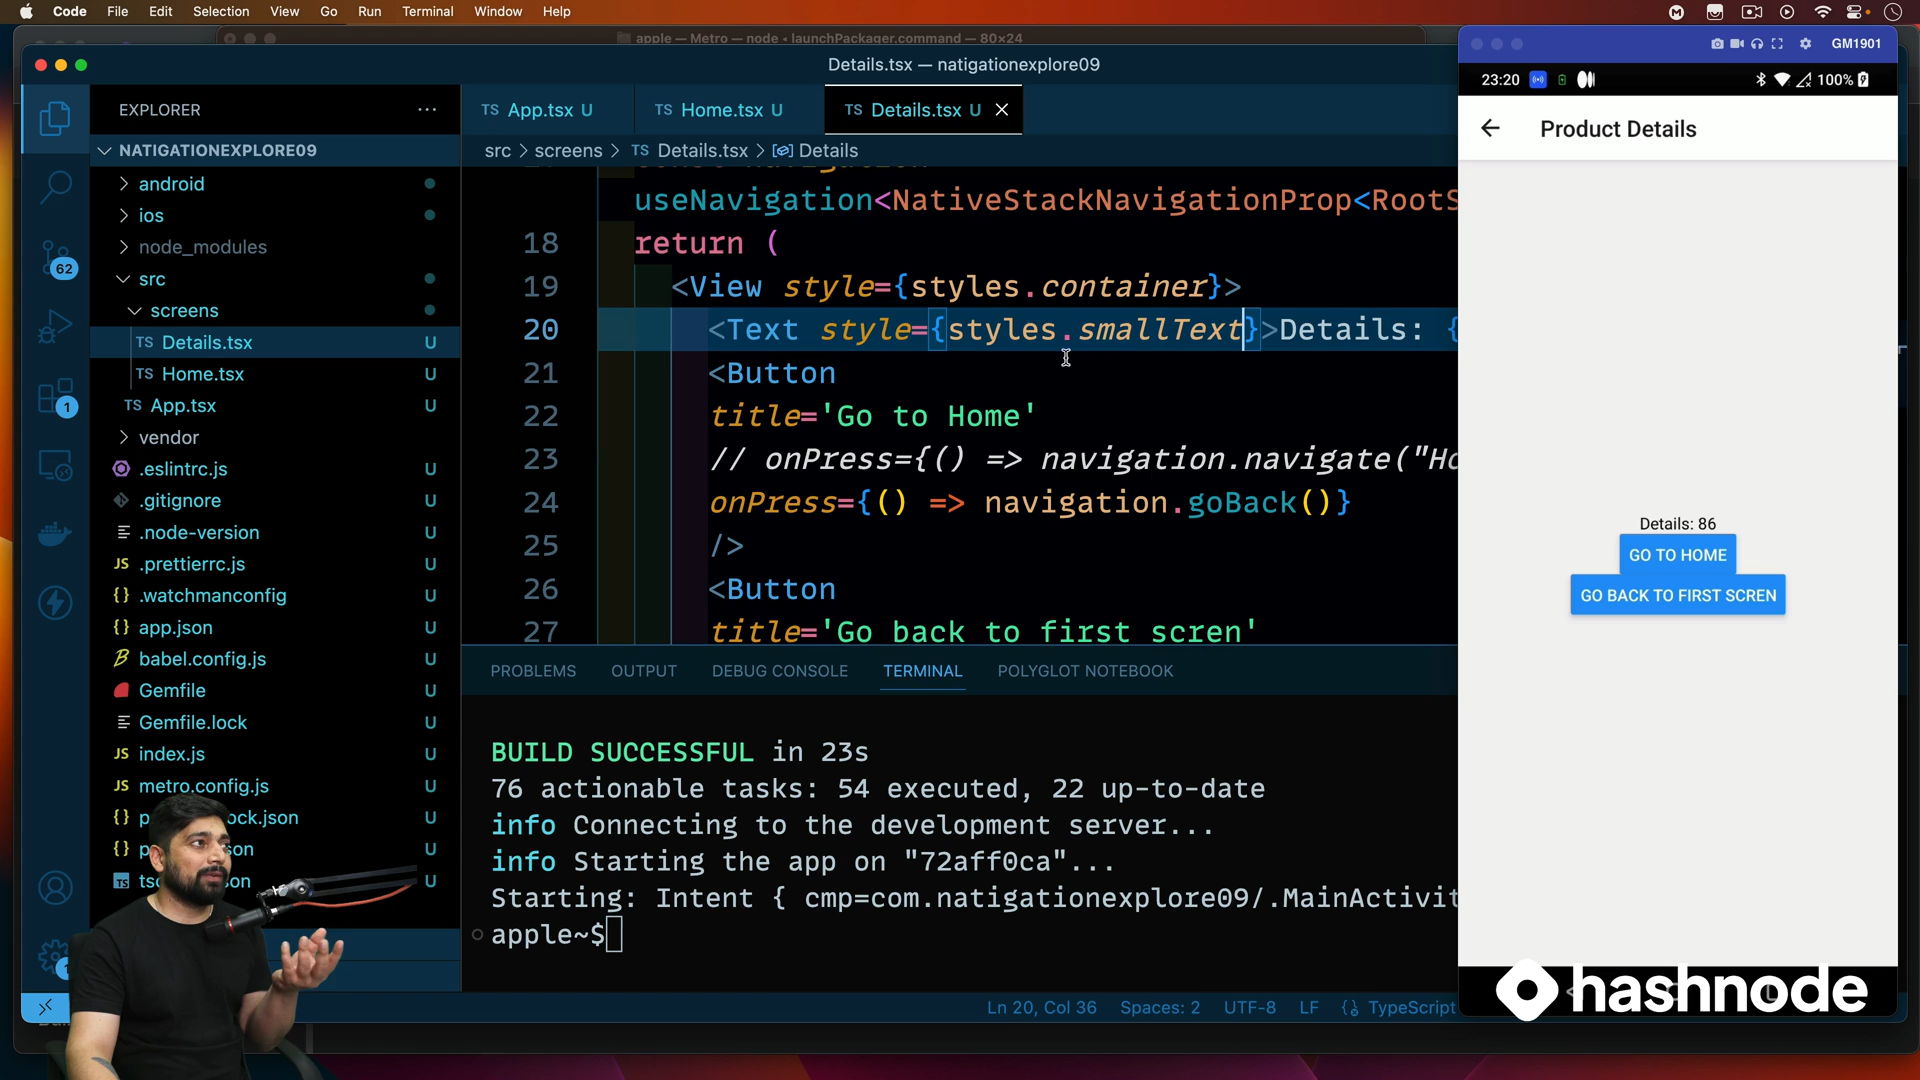 Code File Edit Selection View Go Run Terminal Window Help
apple — Metro — node ‹ launchPackager.command — 80×24
Details.tsx — natigationexplore09
EXPLORER
NATIGATIONEXPLORE09
android
ios
node_modules
src
screens
TS Details.tsx U
TS Home.tsx U
TS App.tsx U
vendor
.eslintrc.js U
.gitignore U
.node-version U
JS .prettierrc.js U
{} .watchmanconfig U
{} app.json U
babel.config.js U
Gemfile U
Gemfile.lock U
JS index.js U
JS metro.config.js U
62
1
TS App.tsx U
TS Home.tsx U
TS Details.tsx U
src > screens > TS Details.tsx > Details
useNavigation<NativeStackNavigationProp<RootS
18 return (
19 <View style={styles.container}>
20 <Text style={styles.smallText}>Details: {
21 <Button
22 title='Go to Home'
23 // onPress={() => navigation.navigate("Ho
24 onPress={() => navigation.goBack()}
25 />
26 <Button
27 title='Go back to first scren'
PROBLEMS OUTPUT DEBUG CONSOLE TERMINAL POLYGLOT NOTEBOOK
BUILD SUCCESSFUL in 23s
76 actionable tasks: 54 executed, 22 up-to-date
info Connecting to the development server...
info Starting the app on "72aff0ca"...
Starting: Intent { cmp=com.natigationexplore09/.MainActivit
apple~$
Ln 20, Col 36 Spaces: 2 UTF-8 LF {} TypeScript
GM1901
23:20
100%
Product Details
Details: 86
GO TO HOME
GO BACK TO FIRST SCREN
hashnode